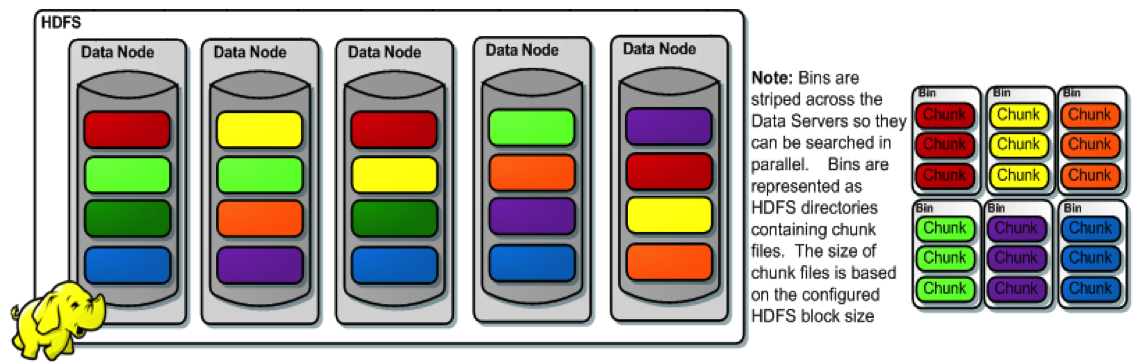 HDFS
Data Node
Data Node
Data Node
Data Node
Data Node
Note: Bins are
striped across the
Data Servers so they
can be searched in
parallel. Bins are
represented as
HDFS directories
containing chunk
files. The size of
chunk files is based
on the configured
HDFS block size
Bin
Chunk
Chunk
Chunk
Bin
Chunk
Chunk
Chunk
Bin
Chunk
Chunk
Chunk
Bin
Chunk
Chunk
Chunk
Bin
Chunk
Chunk
Chunk
Bin
Chunk
Chunk
Chunk